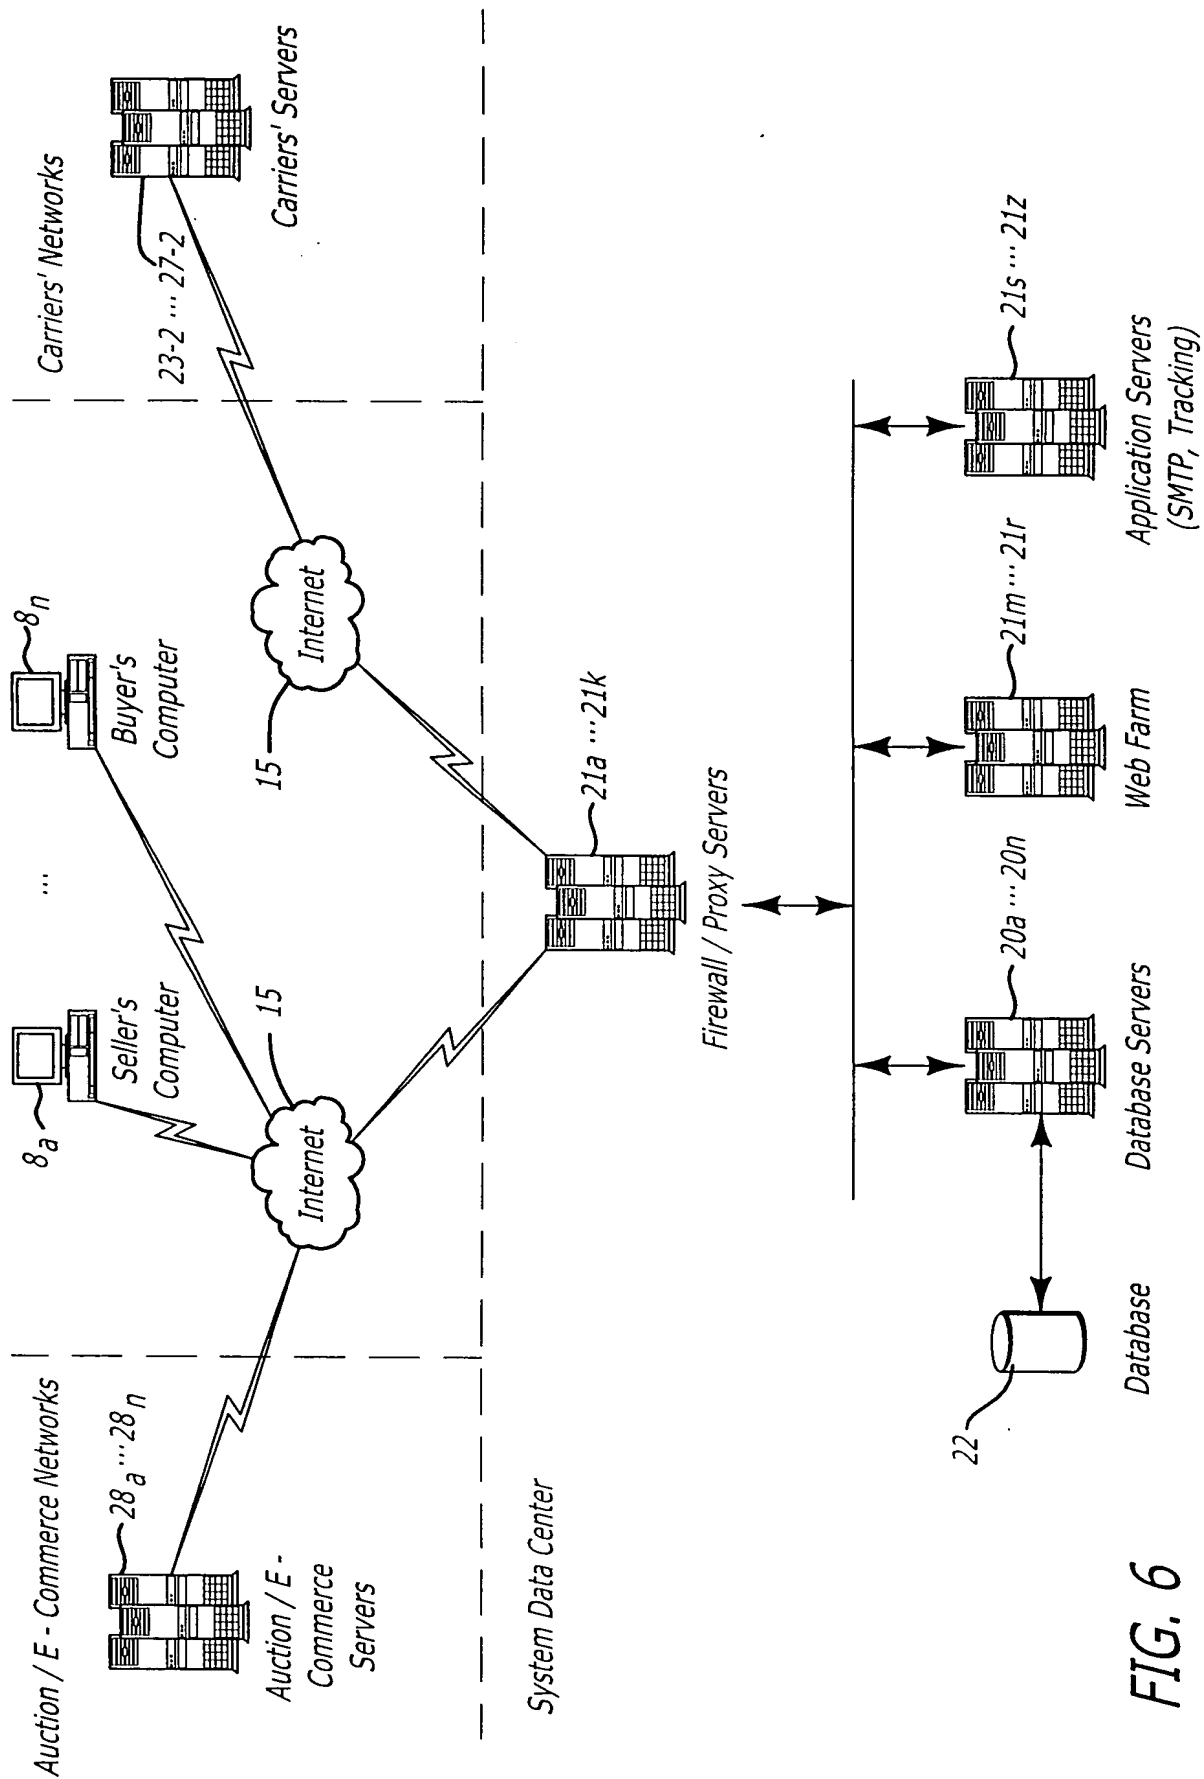 Auction / E - Commerce Networks
Carriers' Networks
8a
Seller's
Computer
...
8n
Buyer's
Computer
28a ... 28n
Auction / E -
Commerce
Servers
15
Internet
15
Internet
23-2 ... 27-2
Carriers' Servers
System Data Center
21a ... 21k
Firewall / Proxy Servers
22
Database
20a ... 20n
Database Servers
21m ... 21r
Web Farm
21s ... 21z
Application Servers
(SMTP, Tracking)
FIG. 6